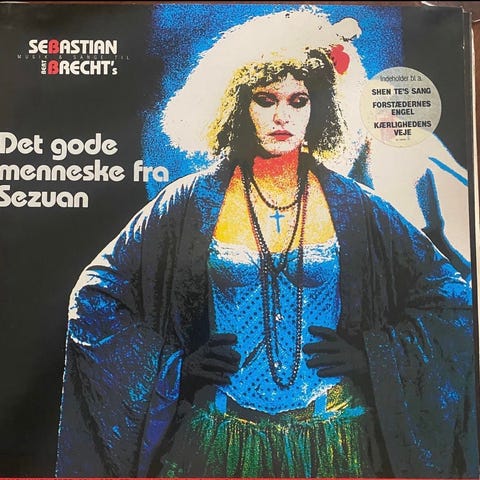 SEBASTIAN
MUSIK & SANGE TIL
BERT BRECHT's
Det gode
menneske fra
Sezuan
Indeholder bl.a.
SHEN TE'S SANG
FORSTÆDERNES
ENGEL
KÆRLIGHEDENS
VEJE